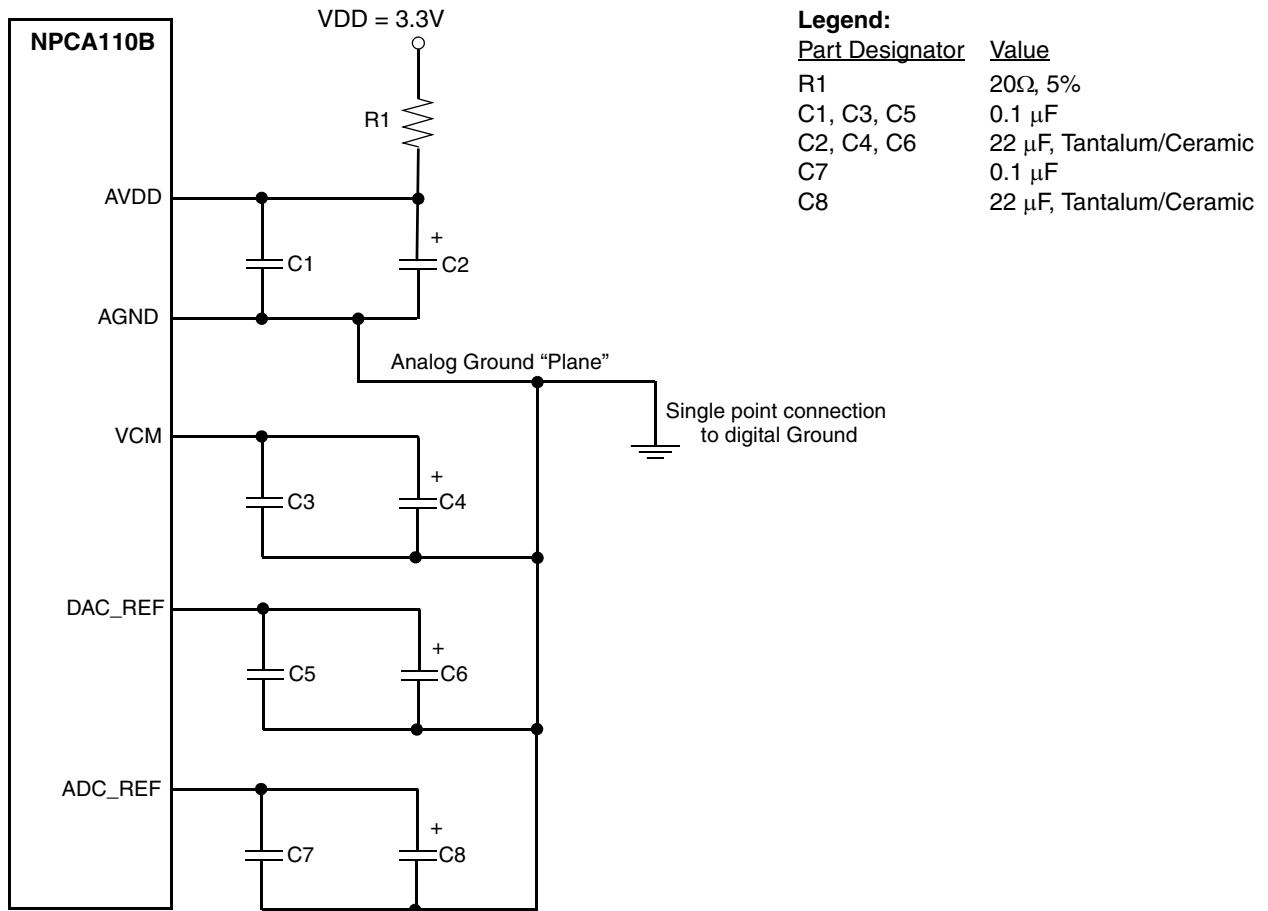 NPCA110B
VDD = 3.3V
R1
AVDD
+
C1
C2
AGND
Analog Ground “Plane”
Single point connection
to digital Ground
VCM
+
C3
C4
DAC_REF
+
C5
C6
ADC_REF
+
C7
C8
Legend:
Part Designator Value
R1 20Ω, 5%
C1, C3, C5 0.1 μF
C2, C4, C6 22 μF, Tantalum/Ceramic
C7 0.1 μF
C8 22 μF, Tantalum/Ceramic